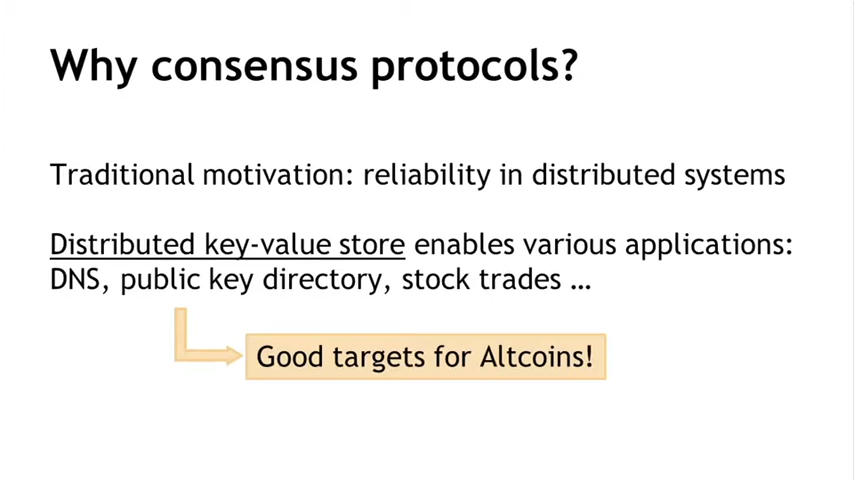 Why consensus protocols?
Traditional motivation: reliability in distributed systems
Distributed key-value store enables various applications:
DNS, public key directory, stock trades …
Good targets for Altcoins!